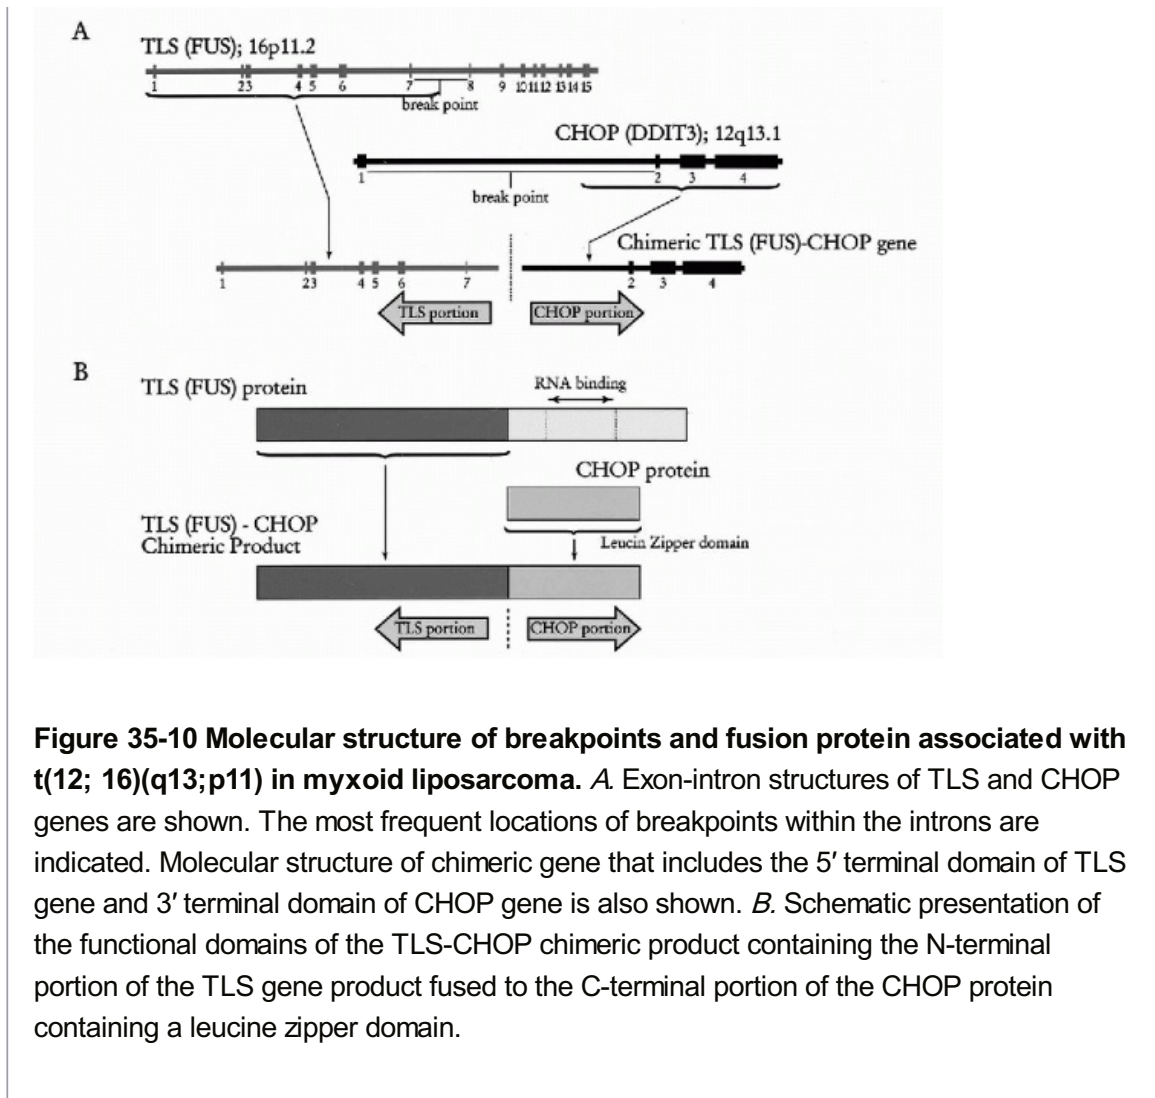 A
TLS (FUS); 16p11.2
1 2 3 4 5 6 7 8 9 10 11 12 13 14 15
break point
CHOP (DDIT3); 12q13.1
1 2 3 4
break point
Chimeric TLS (FUS)-CHOP gene
1 2 3 4 5 6 7 2 3 4
TLS portion CHOP portion
B
TLS (FUS) protein
RNA binding
CHOP protein
TLS (FUS) - CHOP
Chimeric Product
Leucin Zipper domain
TLS portion CHOP portion
Figure 35-10 Molecular structure of breakpoints and fusion protein associated with
t(12; 16)(q13;p11) in myxoid liposarcoma. A. Exon-intron structures of TLS and CHOP
genes are shown. The most frequent locations of breakpoints within the introns are
indicated. Molecular structure of chimeric gene that includes the 5′ terminal domain of TLS
gene and 3′ terminal domain of CHOP gene is also shown. B. Schematic presentation of
the functional domains of the TLS-CHOP chimeric product containing the N-terminal
portion of the TLS gene product fused to the C-terminal portion of the CHOP protein
containing a leucine zipper domain.